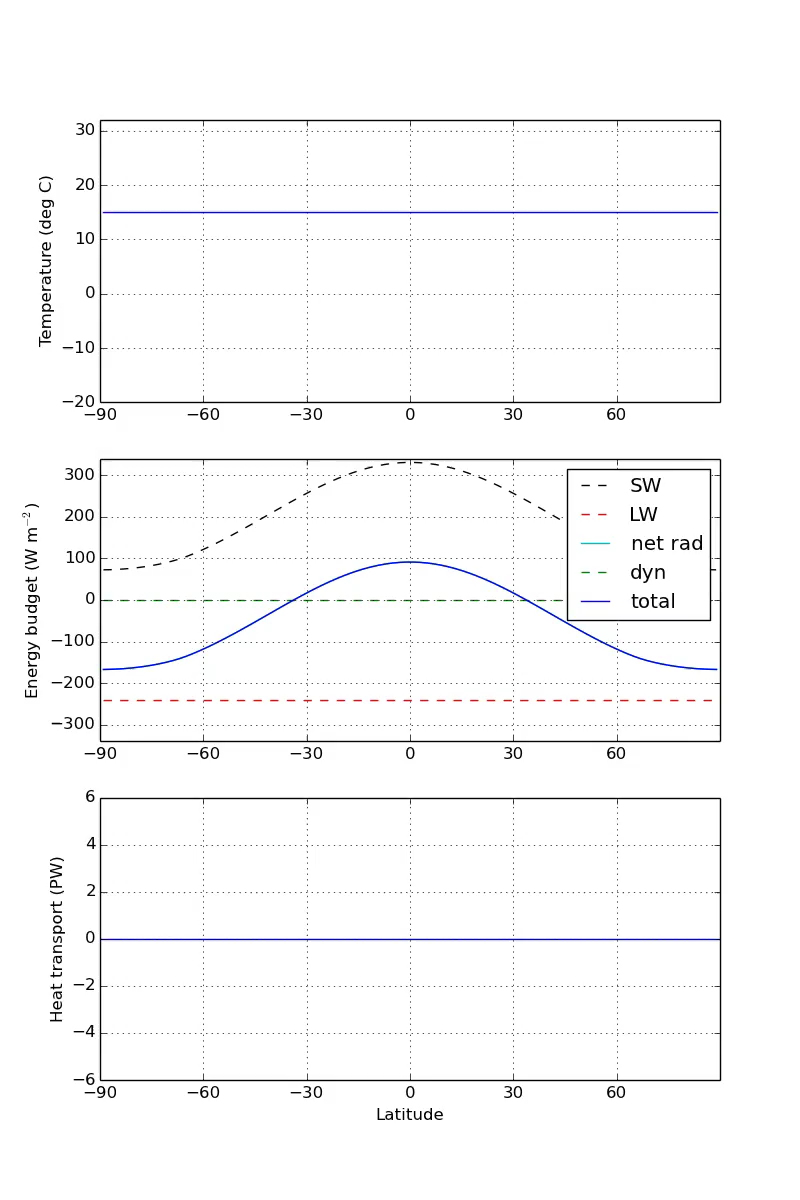 Temperature (deg C)
30
20
10
0
−10
−20
−90 −60 −30 0 30 60
Energy budget (W m⁻²)
300
200
100
0
−100
−200
−300
SW
LW
net rad
dyn
total
−90 −60 −30 0 30 60
Heat transport (PW)
6
4
2
0
−2
−4
−6
−90 −60 −30 0 30 60
Latitude